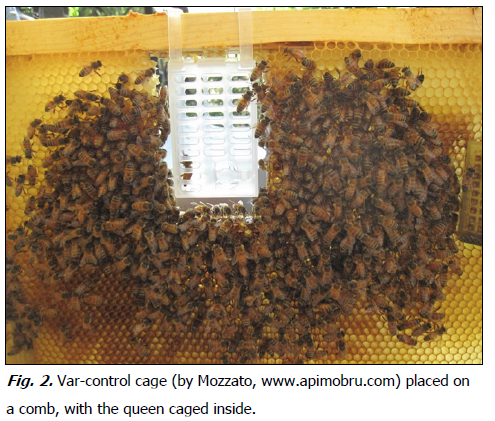 Fig. 2. Var-control cage (by Mozzato, www.apimobru.com) placed on
a comb, with the queen caged inside.